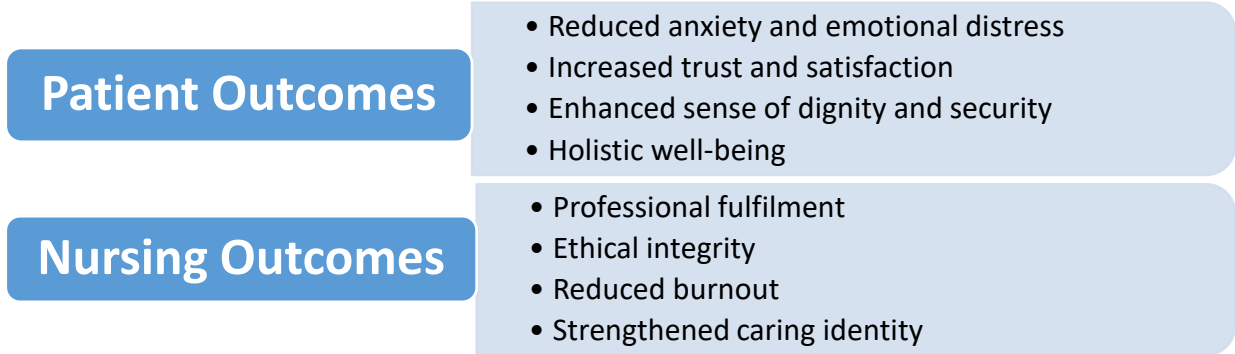 Patient Outcomes
• Reduced anxiety and emotional distress
• Increased trust and satisfaction
• Enhanced sense of dignity and security
• Holistic well-being
Nursing Outcomes
• Professional fulfilment
• Ethical integrity
• Reduced burnout
• Strengthened caring identity